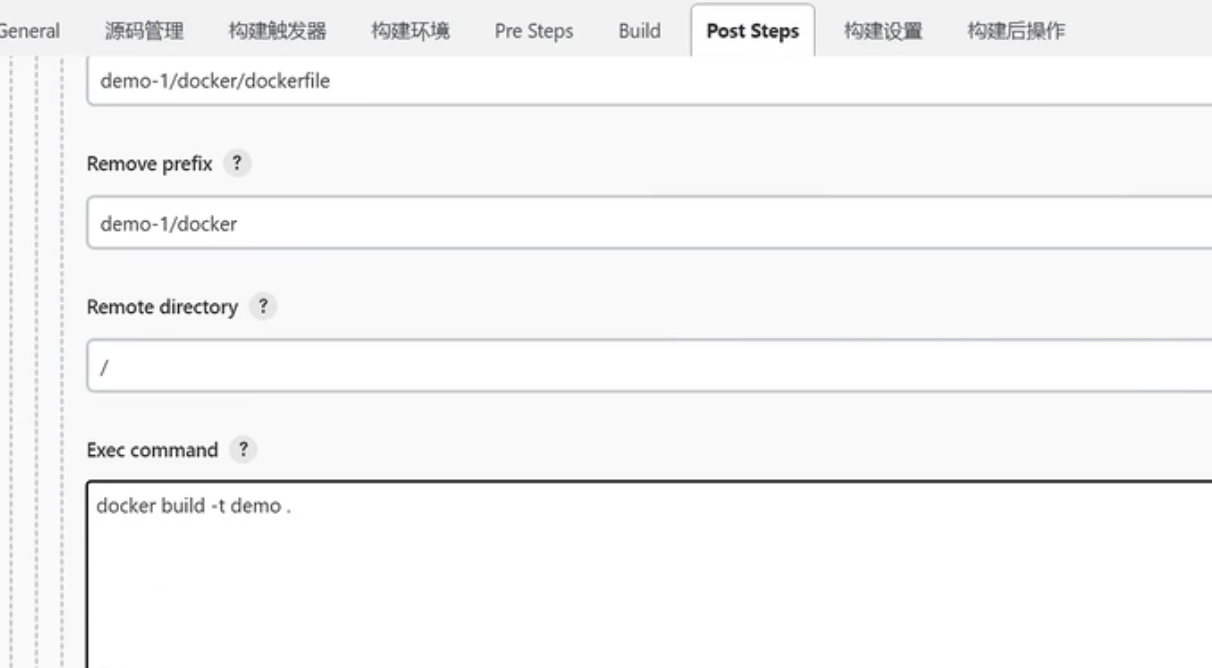 General 源码管理 构建触发器 构建环境 Pre Steps Build Post Steps 构建设置 构建后操作
demo-1/docker/dockerfile
Remove prefix ?
demo-1/docker
Remote directory ?
/
Exec command ?
docker build -t demo .